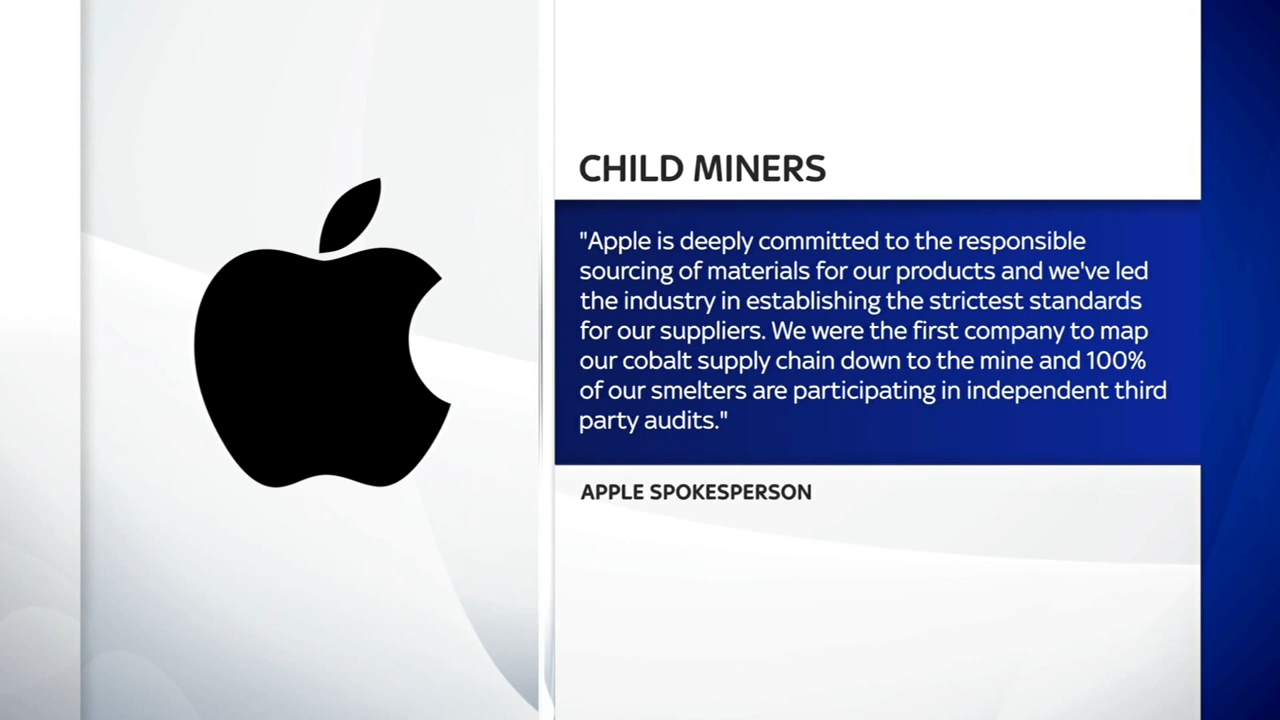 CHILD MINERS
"Apple is deeply committed to the responsible
sourcing of materials for our products and we've led
the industry in establishing the strictest standards
for our suppliers. We were the first company to map
our cobalt supply chain down to the mine and 100%
of our smelters are participating in independent third
party audits."
APPLE SPOKESPERSON